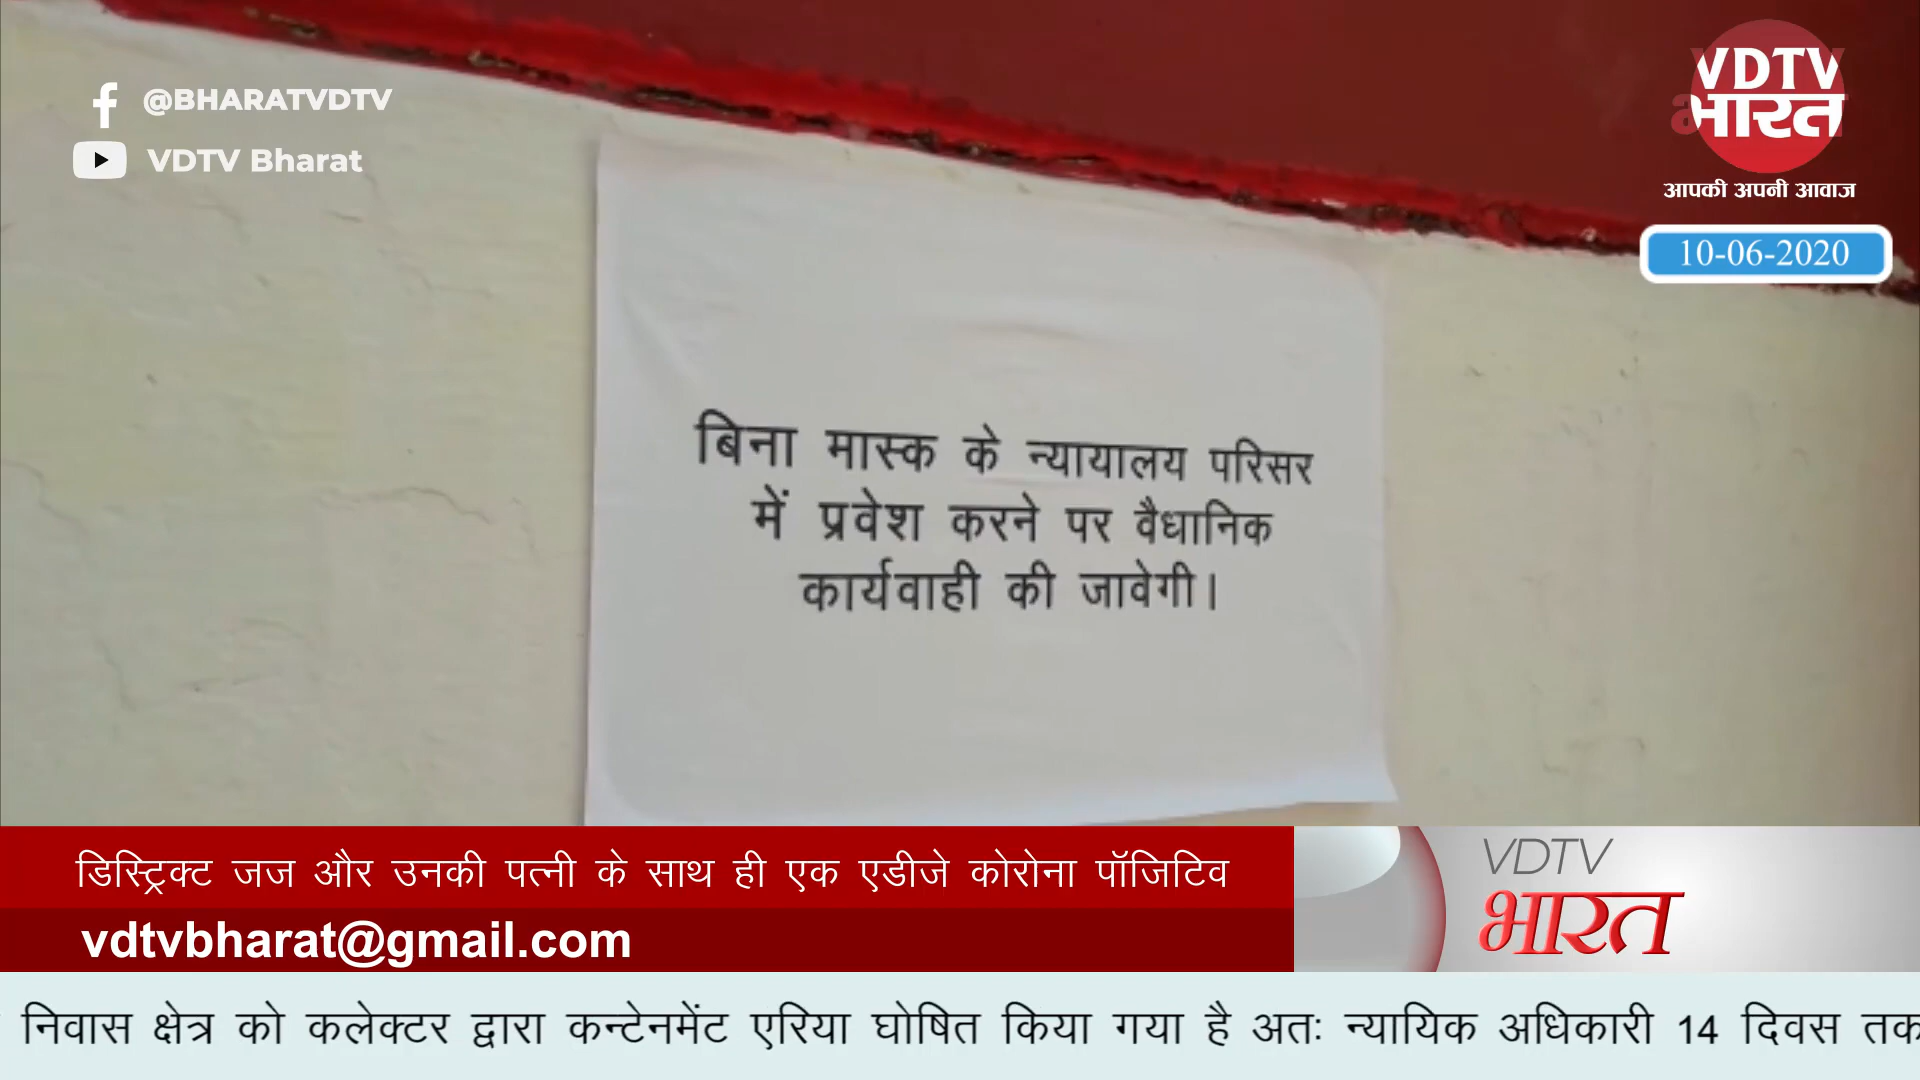 @BHARATVDTV
VDTV Bharat
VDTV
भारत
आपकी अपनी आवाज
10-06-2020
बिना मास्क के न्यायालय परिसर
में प्रवेश करने पर वैधानिक
कार्यवाही की जावेगी।
डिस्ट्रिक्ट जज और उनकी पत्नी के साथ ही एक एडीजे कोरोना पॉजिटिव
vdtvbharat@gmail.com
VDTV
भारत
निवास क्षेत्र को कलेक्टर द्वारा कन्टेनमेंट एरिया घोषित किया गया है अतः न्यायिक अधिकारी 14 दिवस तक